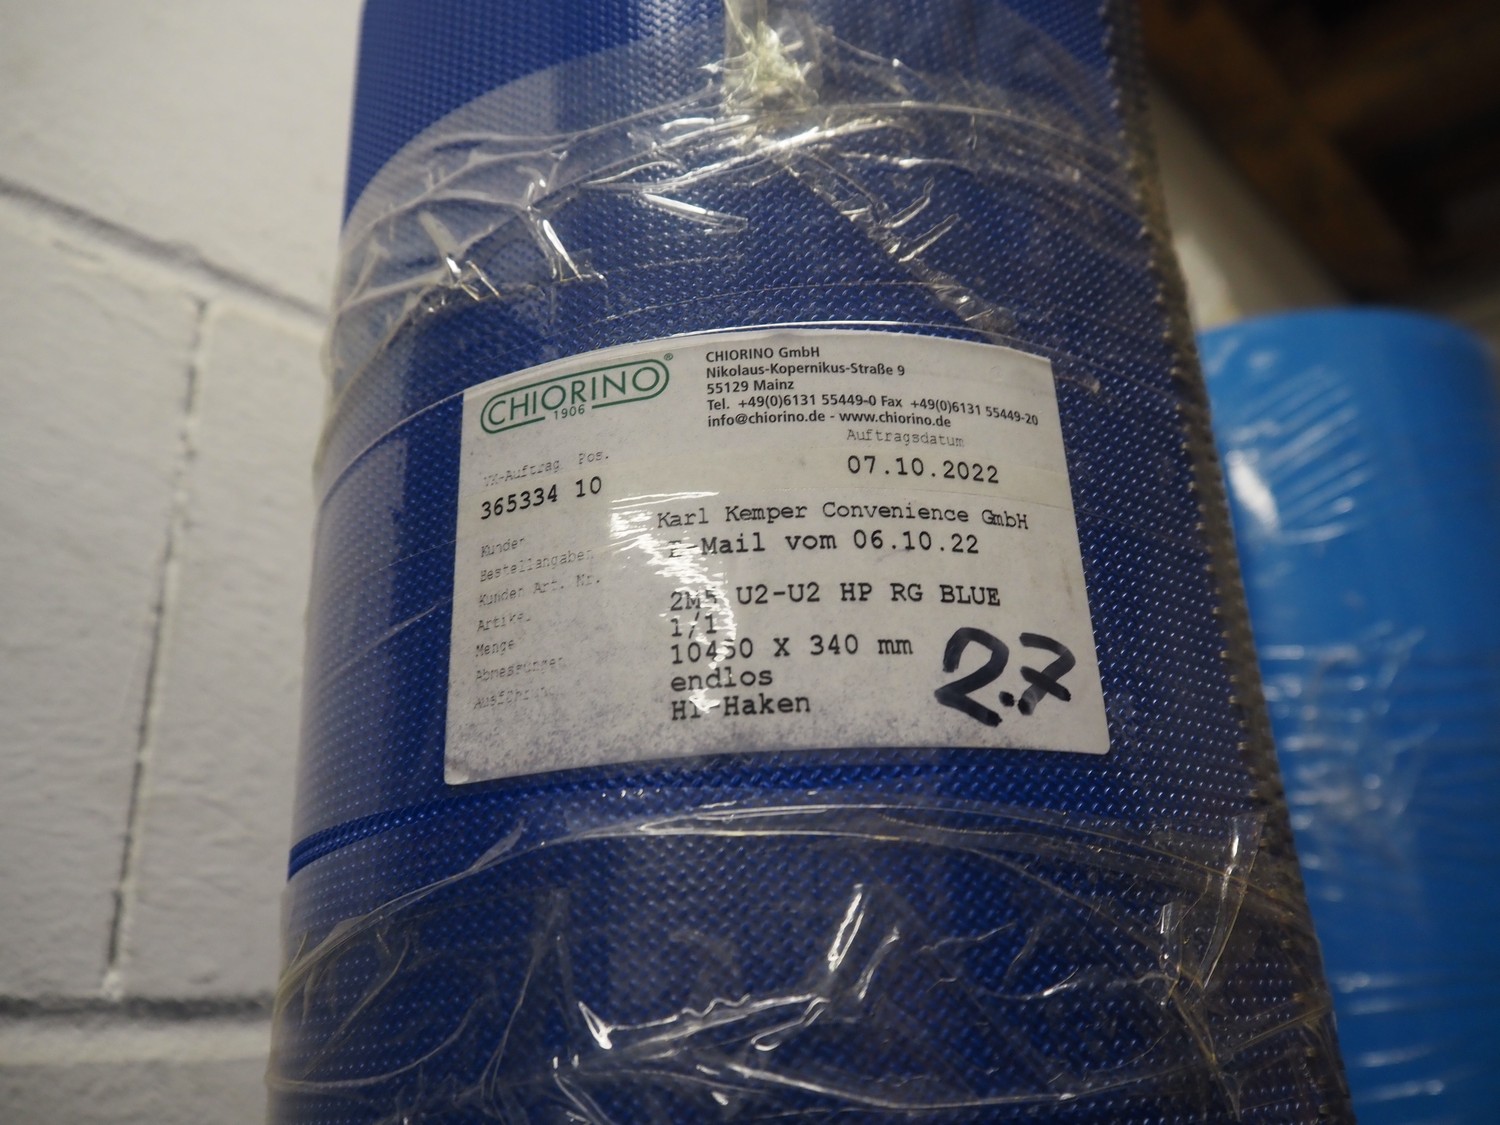 CHIORINO®
1906
CHIORINO GmbH
Nikolaus-Kopernikus-Straße 9
55129 Mainz
Tel. +49(0)6131 55449-0 Fax +49(0)6131 55449-20
info@chiorino.de - www.chiorino.de
VK-Auftrag Pos.
365334 10
Auftragsdatum
07.10.2022
Karl Kemper Convenience GmbH
Kunden
E-Mail vom 06.10.22
Bestellangaben
Kunden Art. Nr.
Artikel
2M5 U2-U2 HP RG BLUE
Menge
1/1
Abmessungen
X 340 mm
Ausführung
endlos
H1-Haken
2.7